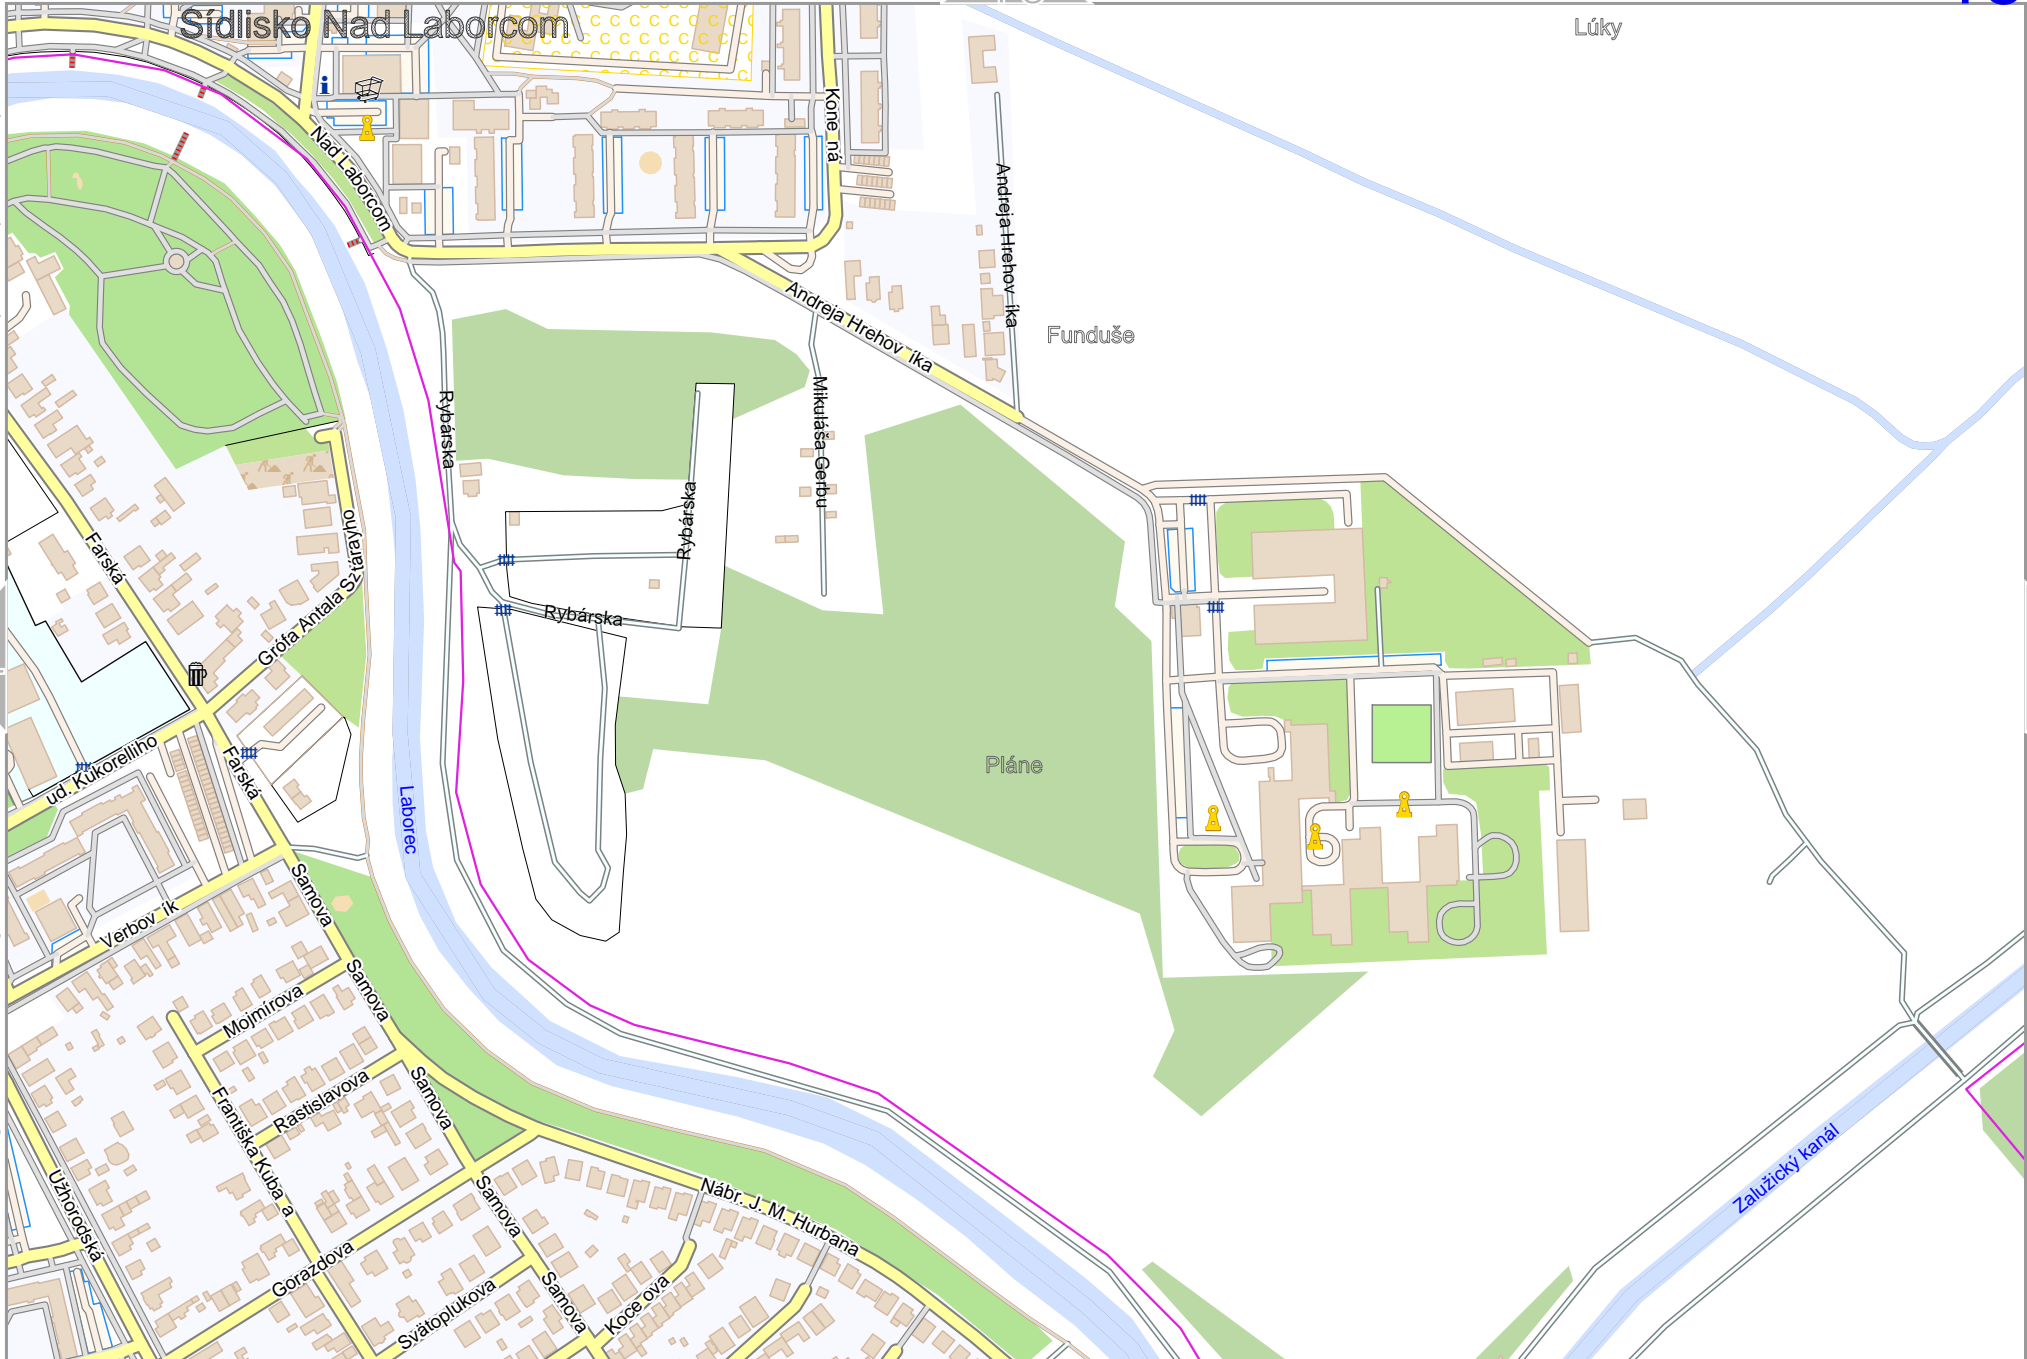 Sídlisko Nad Laborcom
Lúky
i
Kone ná
Nad Laborcom
Andreja Hrehov íka
Andreja Hrehov íka
Funduše
Rybárska
Mikuláša Gerbu
Rybárska
Grófa Antala Sztárayho
Farská
Rybárska
Pláne
ud. Kukorelliho
Farská
Laborec
Samova
Verbov ík
Samova
Mojmírova
Rastislavova
Samova
Františka Kuba a
Zalužický kanál
Užhorodská
Samova
Nábr. J. M. Hurbana
Gorazdova
Samova
Svätoplukova
Koce ova